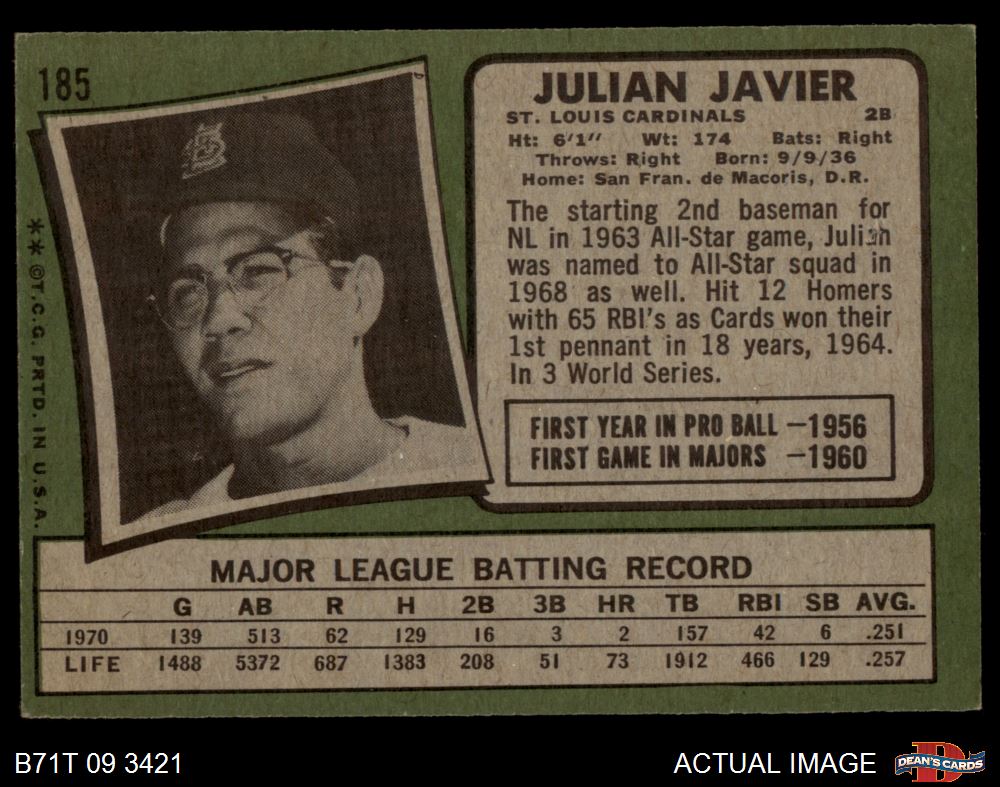 185
JULIAN JAVIER
ST. LOUIS CARDINALS 2B
Ht: 6'1" Wt: 174 Bats: Right
Throws: Right Born: 9/9/36
Home: San Fran. de Macoris, D.R.
The starting 2nd baseman for
NL in 1963 All-Star game, Julian
was named to All-Star squad in
1968 as well. Hit 12 Homers
with 65 RBI's as Cards won their
1st pennant in 18 years, 1964.
In 3 World Series.
FIRST YEAR IN PRO BALL —1956
FIRST GAME IN MAJORS —1960
**©T.C.G. PRTD. IN U.S.A.
MAJOR LEAGUE BATTING RECORD
G AB R H 2B 3B HR TB RBI SB AVG.
1970 139 513 62 129 16 3 2 157 42 6 .251
LIFE 1488 5372 687 1383 208 51 73 1912 466 129 .257
B71T 09 3421
ACTUAL IMAGE
DEAN'S CARDS